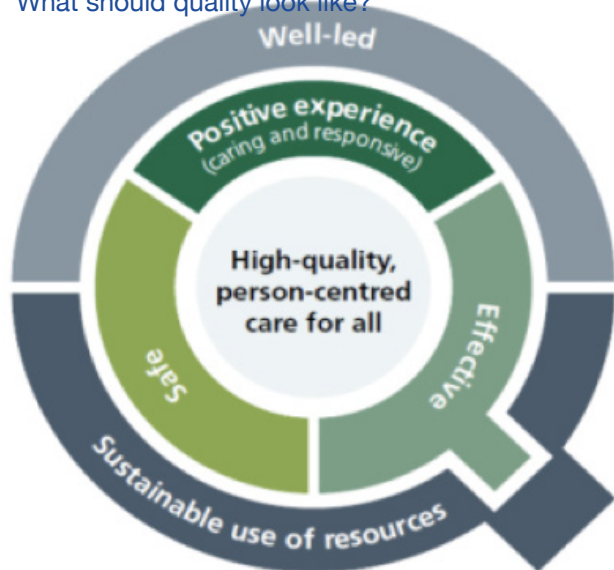 What should quality look like?
Well-led
Positive experience
(caring and responsive)
High-quality,
person-centred
care for all
Safe
Effective
Sustainable use of resources